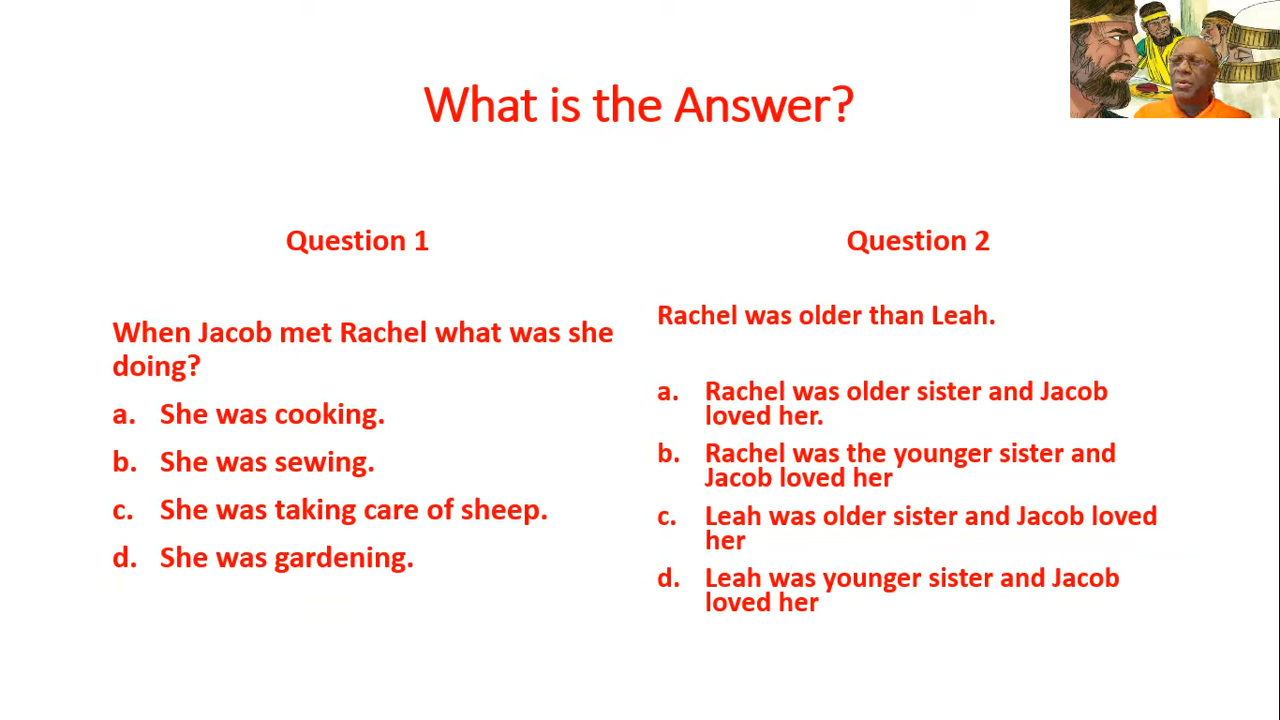 What is the Answer?
Question 1
When Jacob met Rachel what was she
doing?
a. She was cooking.
b. She was sewing.
c. She was taking care of sheep.
d. She was gardening.
Question 2
Rachel was older than Leah.
a. Rachel was older sister and Jacob
loved her.
b. Rachel was the younger sister and
Jacob loved her
c. Leah was older sister and Jacob loved
her
d. Leah was younger sister and Jacob
loved her